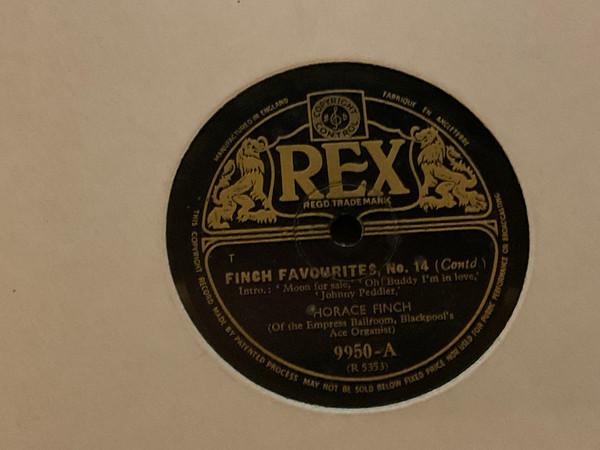 MANUFACTURED IN ENGLAND
COPYRIGHT
CONTROL
FABRIQUÉ EN ANGLETERRE
REX
REGD. TRADE MARK
T
FINCH FAVOURITES, No. 14 (Contd)
Intro.: 'Moon for sale,' 'Oh! Buddy I'm in love,'
'Johnny Peddler,'
HORACE FINCH
(Of the Empress Ballroom, Blackpool's
Ace Organist)
9950-A
(R 5353)
THIS COPYRIGHT RECORD MADE BY PATENTED PROCESS MAY NOT BE SOLD BELOW FIXED PRICE NOR USED FOR PUBLIC PERFORMANCE OR BROADCASTING